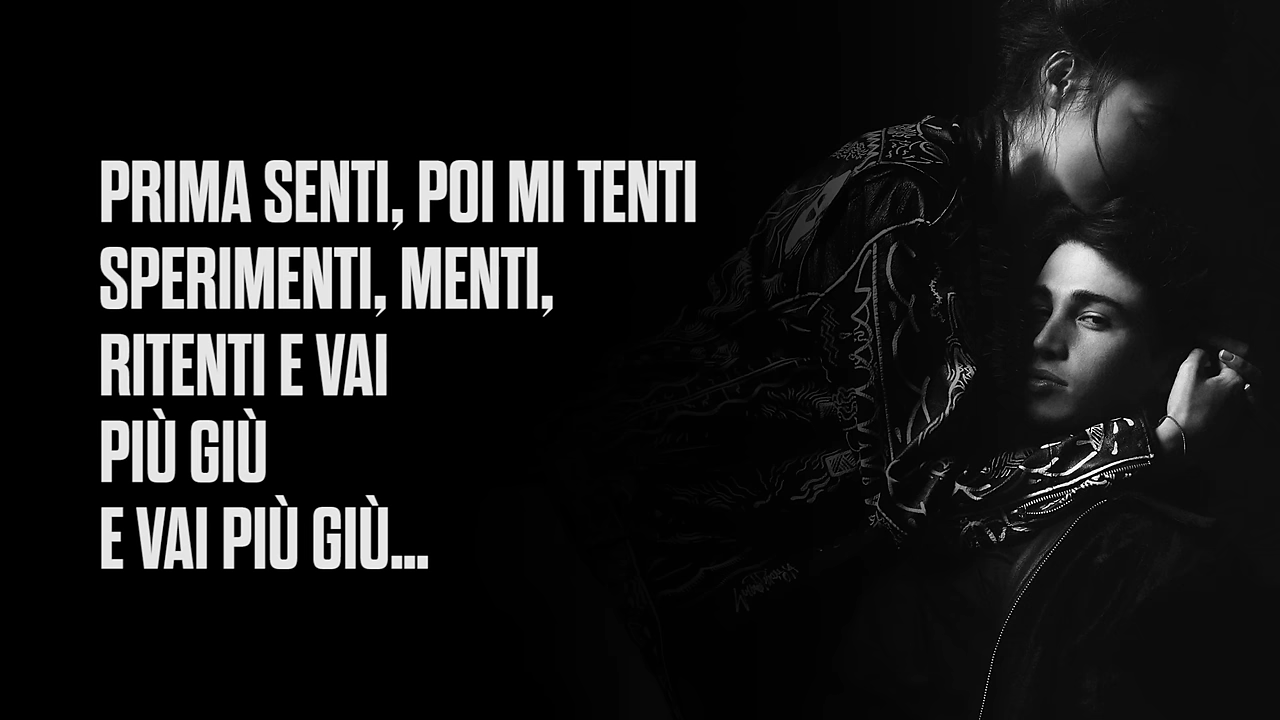 PRIMA SENTI, POI MI TENTI
SPERIMENTI, MENTI,
RITENTI E VAI
PIÙ GIÙ
E VAI PIÙ GIÙ...